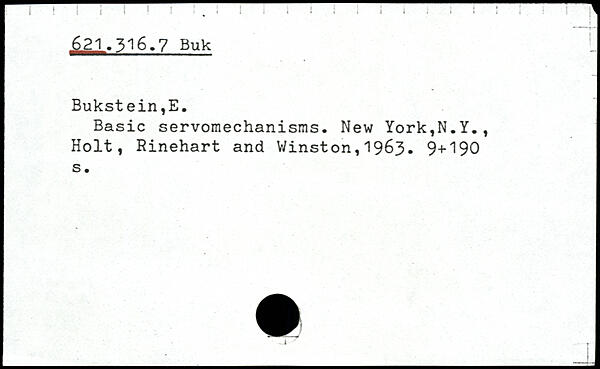 621.316.7 Buk
Bukstein,E.
Basic servomechanisms. New York,N.Y.,
Holt, Rinehart and Winston,1963. 9+190
s.